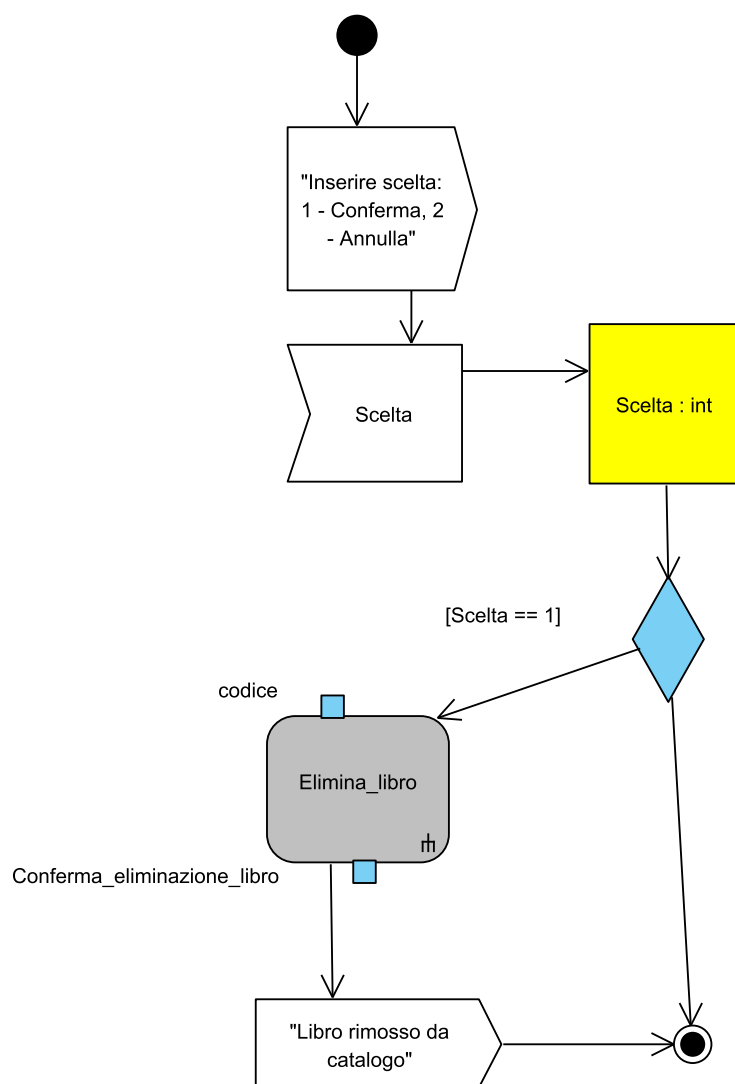 "Inserire scelta:
1 - Conferma, 2
- Annulla"
Scelta
Scelta : int
[Scelta == 1]
codice
Elimina_libro
Conferma_eliminazione_libro
"Libro rimosso da
catalogo"